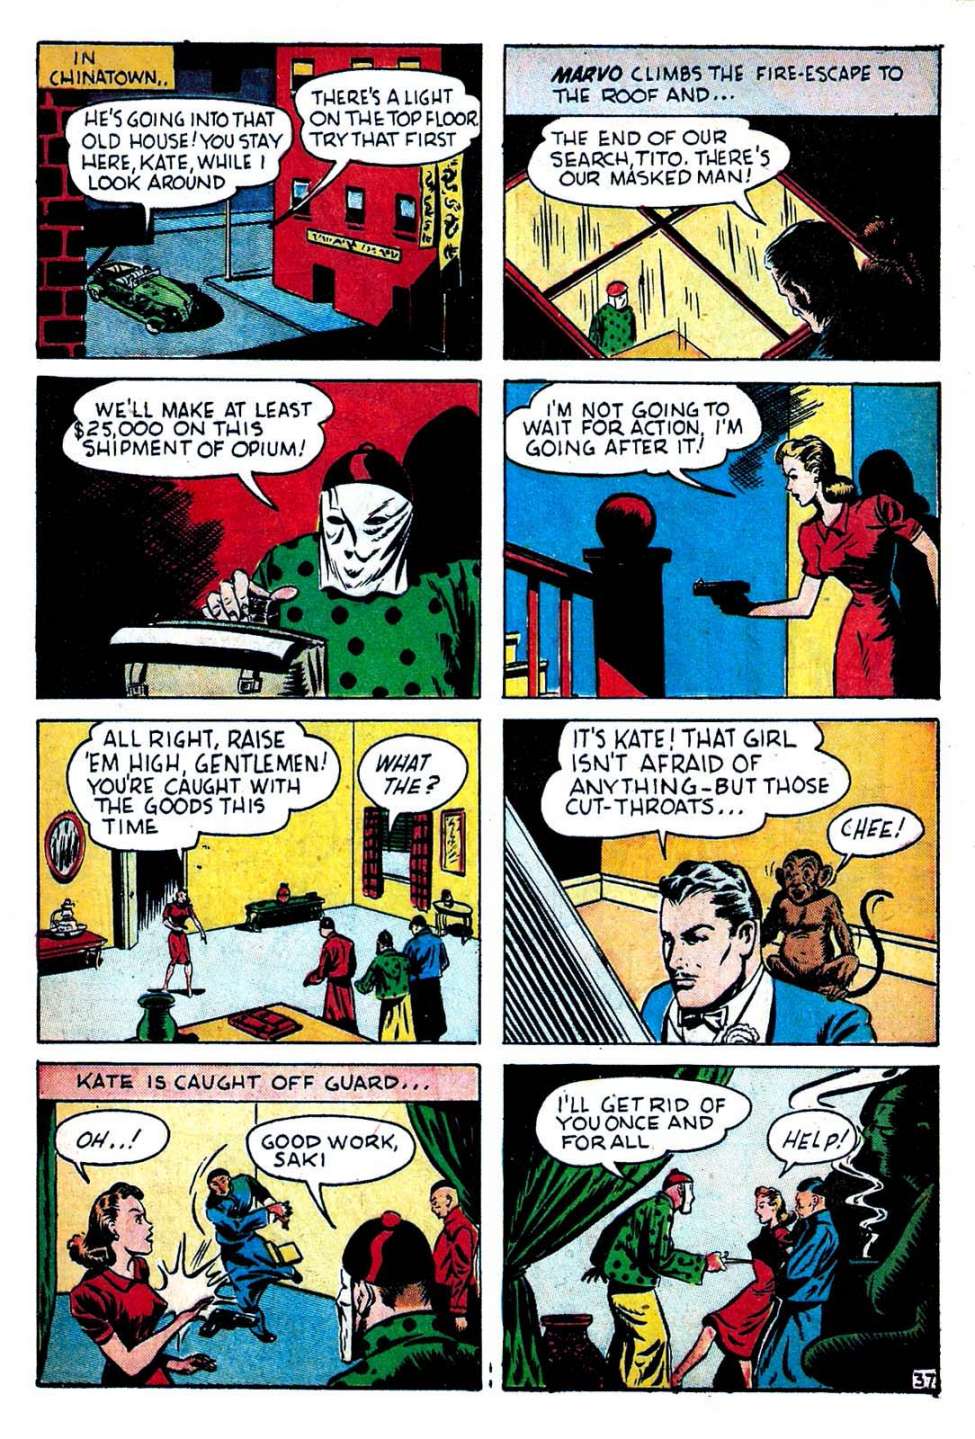 IN
CHINATOWN..
HE'S GOING INTO THAT
OLD HOUSE! YOU STAY
HERE, KATE, WHILE I
LOOK AROUND
THERE'S A LIGHT
ON THE TOP FLOOR
TRY THAT FIRST
MARVO CLIMBS THE FIRE-ESCAPE TO
THE ROOF AND...
THE END OF OUR
SEARCH, TITO. THERE'S
OUR MASKED MAN!
WE'LL MAKE AT LEAST
$25,000 ON THIS
SHIPMENT OF OPIUM!
I'M NOT GOING TO
WAIT FOR ACTION, I'M
GOING AFTER IT!
ALL RIGHT, RAISE
'EM HIGH, GENTLEMEN!
YOU'RE CAUGHT WITH
THE GOODS THIS
TIME
WHAT
THE?
IT'S KATE! THAT GIRL
ISN'T AFRAID OF
ANYTHING-BUT THOSE
CUT-THROATS...
CHEE!
KATE IS CAUGHT OFF GUARD...
OH..!
GOOD WORK,
SAKI
I'LL GET RID OF
YOU ONCE AND
FOR ALL
HELP!
37